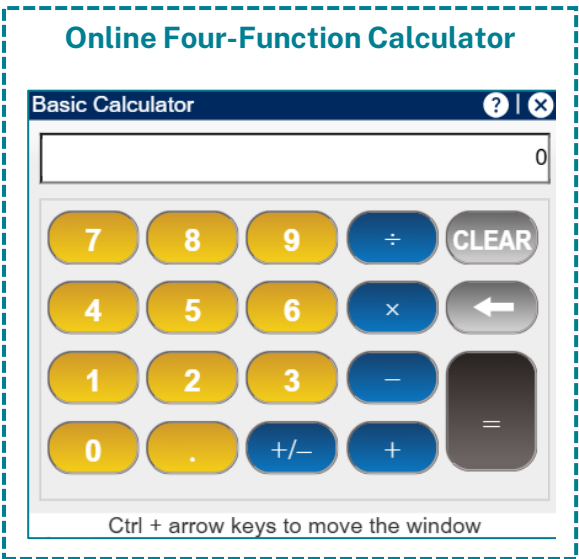 Online Four-Function Calculator
Basic Calculator ? | ×
0
7 8 9 ÷ CLEAR
4 5 6 × ←
1 2 3 − =
0 . +/− +
Ctrl + arrow keys to move the window